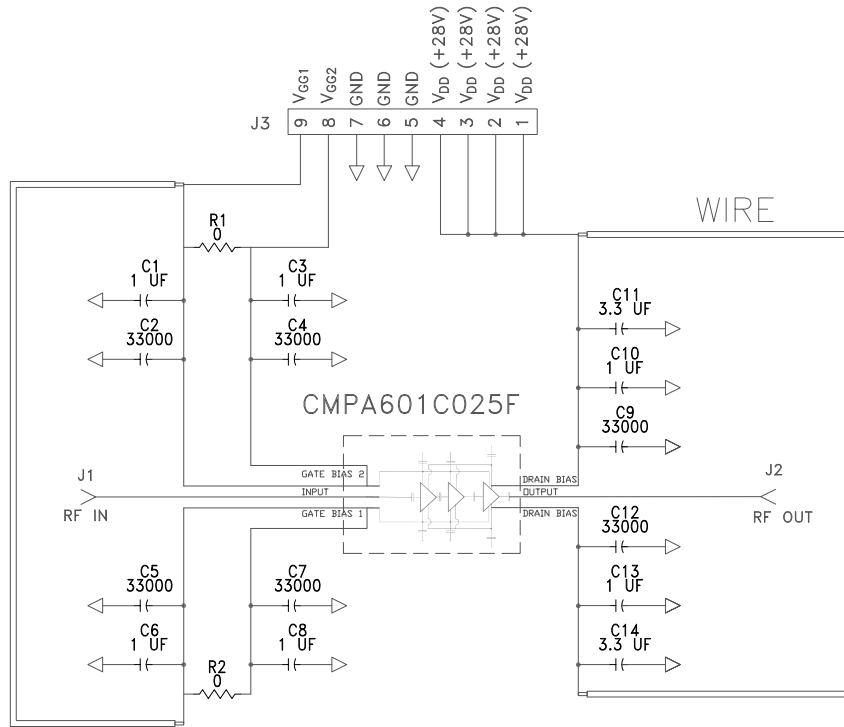 VDD (+28V)
VDD (+28V)
VDD (+28V)
VDD (+28V)
VGG1
VGG2
GND
GND
GND
J3
9 8 7 6 5 4 3 2 1
WIRE
R1
0
C1
1 UF
C3
1 UF
C2
33000
C4
33000
C11
3.3 UF
C10
1 UF
C9
33000
CMPA601C025F
J1
RF IN
GATE BIAS 2
INPUT
GATE BIAS 1
DRAIN BIAS
OUTPUT
DRAIN BIAS
J2
RF OUT
C12
33000
C5
33000
C7
33000
C13
1 UF
C6
1 UF
C8
1 UF
C14
3.3 UF
R2
0